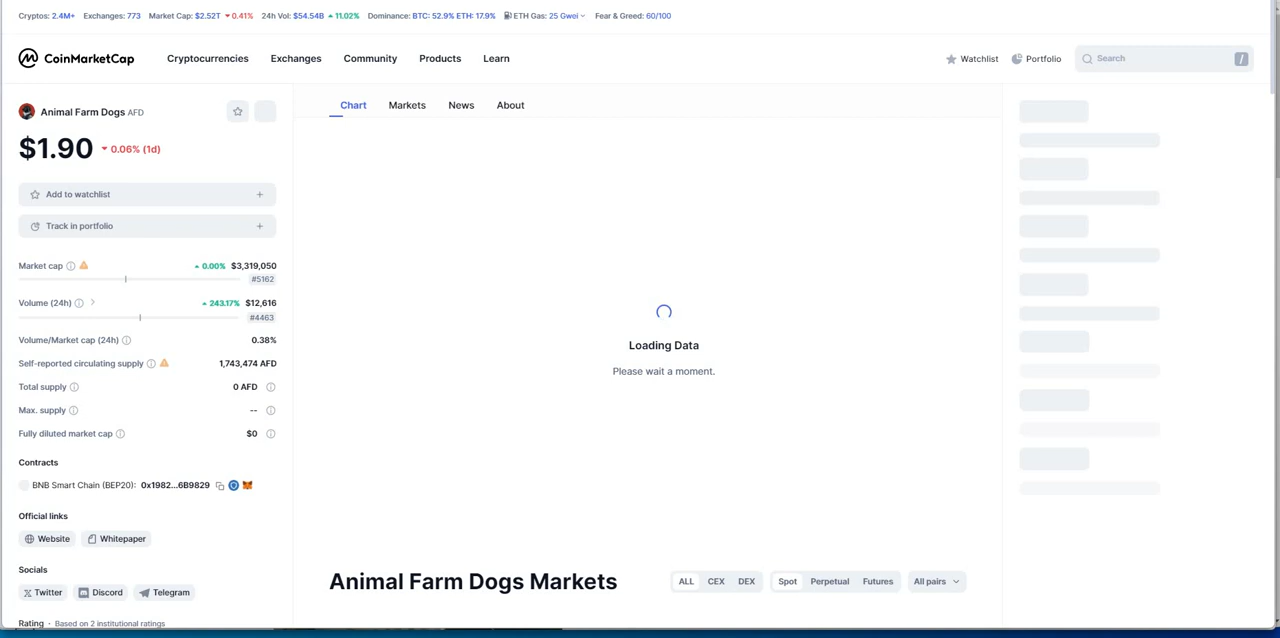 Cryptos: 2.4M+ Exchanges: 773 Market Cap: $2.52T 0.41% 24h Vol: $54.54B 11.02% Dominance: BTC: 52.9% ETH: 17.9% ETH Gas: 25 Gwei Fear & Greed: 60/100
CoinMarketCap Cryptocurrencies Exchanges Community Products Learn Watchlist Portfolio Search /
Chart Markets News About
Animal Farm Dogs AFD
$1.90 0.06% (1d)
Add to watchlist +
Track in portfolio +
Market cap 0.00% $3,319,050
#5162
Volume (24h) 243.17% $12,616
#4463
Volume/Market cap (24h) 0.38%
Self-reported circulating supply 1,743,474 AFD
Total supply 0 AFD
Max. supply --
Fully diluted market cap $0
Contracts
BNB Smart Chain (BEP20): 0x1982...6B9829
Official links
Website Whitepaper
Socials
Twitter Discord Telegram
Rating · Based on 2 institutional ratings
Loading Data
Please wait a moment.
Animal Farm Dogs Markets ALL CEX DEX Spot Perpetual Futures All pairs